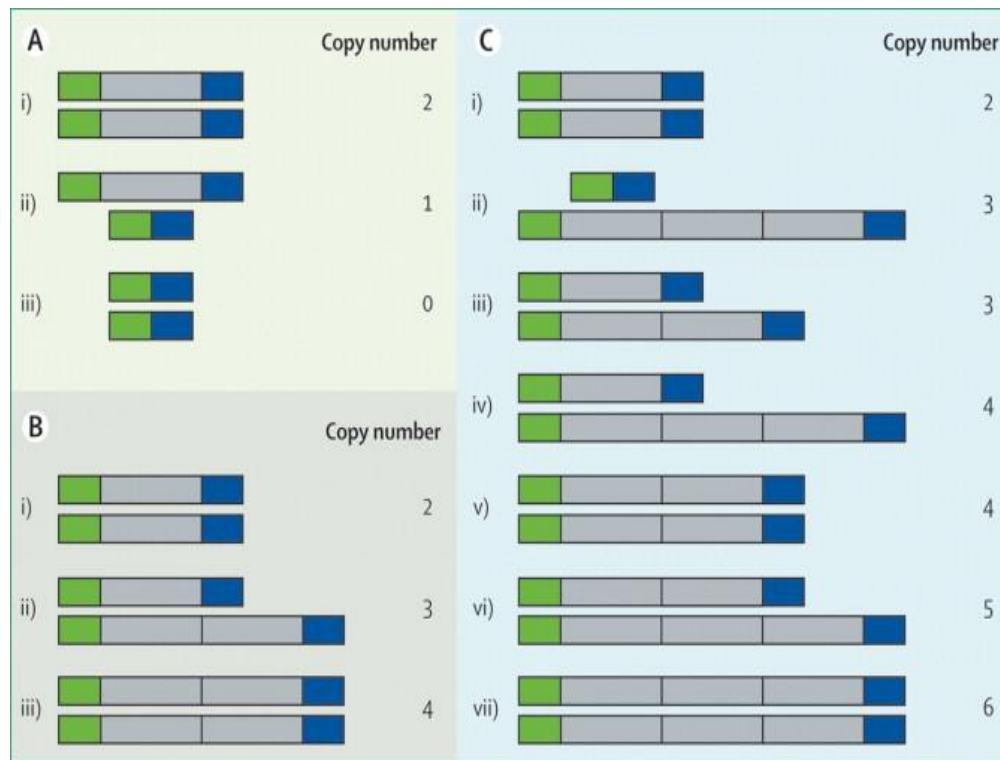 A
Copy number
i) 2
ii) 1
iii) 0
B
Copy number
i) 2
ii) 3
iii) 4
C
Copy number
i) 2
ii) 3
iii) 3
iv) 4
v) 4
vi) 5
vii) 6